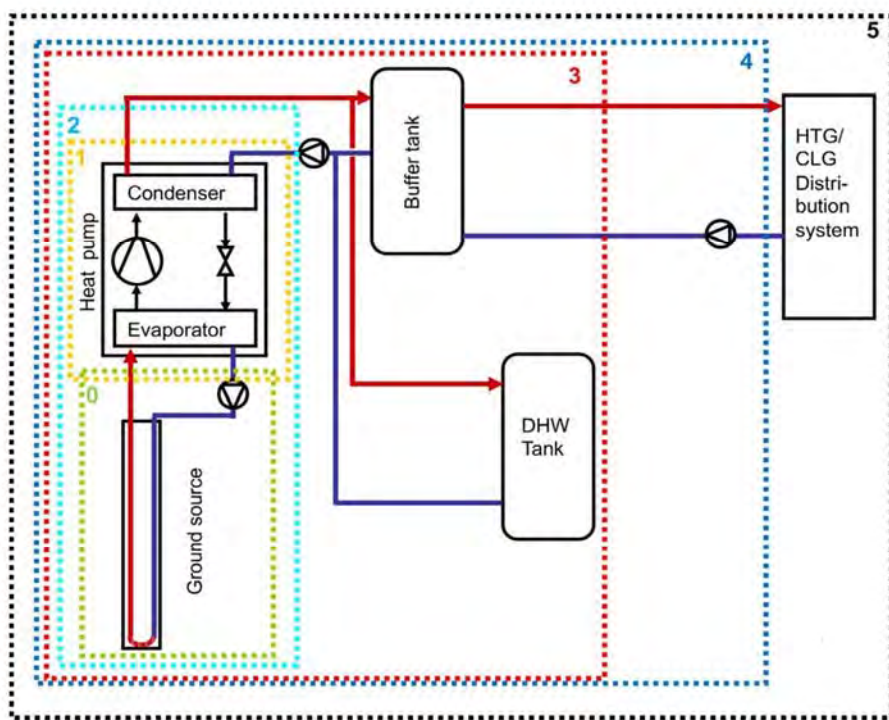 5
4
3
2
1
Condenser
Heat pump
Evaporator
0
Ground source
Buffer tank
DHW
Tank
HTG/
CLG
Distri-
bution
system